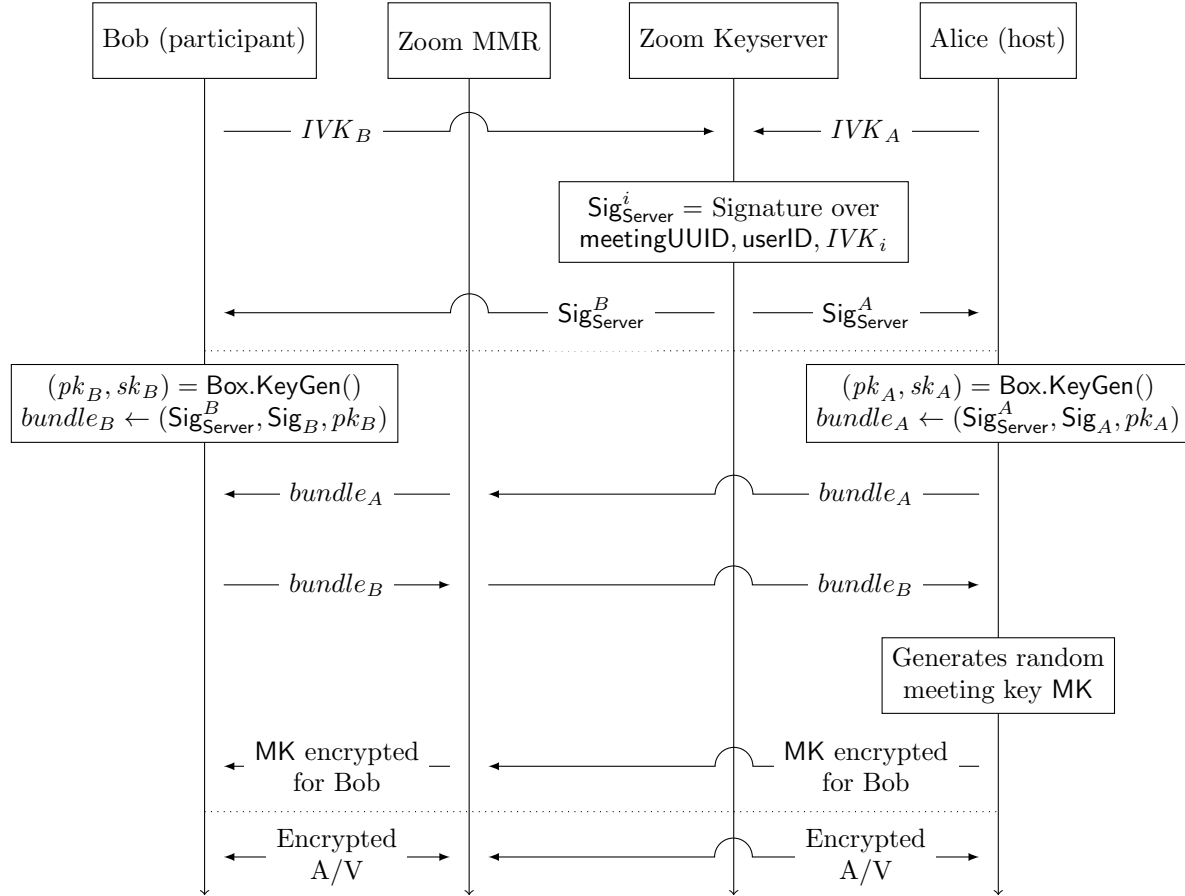 Bob (participant)
Zoom MMR
Zoom Keyserver
Alice (host)
IVK_B
IVK_A
Sig^i_Server = Signature over
meetingUUID, userID, IVK_i
Sig^B_Server
Sig^A_Server
(pk_B, sk_B) = Box.KeyGen()
bundle_B ← (Sig^B_Server, Sig_B, pk_B)
(pk_A, sk_A) = Box.KeyGen()
bundle_A ← (Sig^A_Server, Sig_A, pk_A)
bundle_A
bundle_A
bundle_B
bundle_B
Generates random
meeting key MK
MK encrypted
for Bob
MK encrypted
for Bob
Encrypted
A/V
Encrypted
A/V